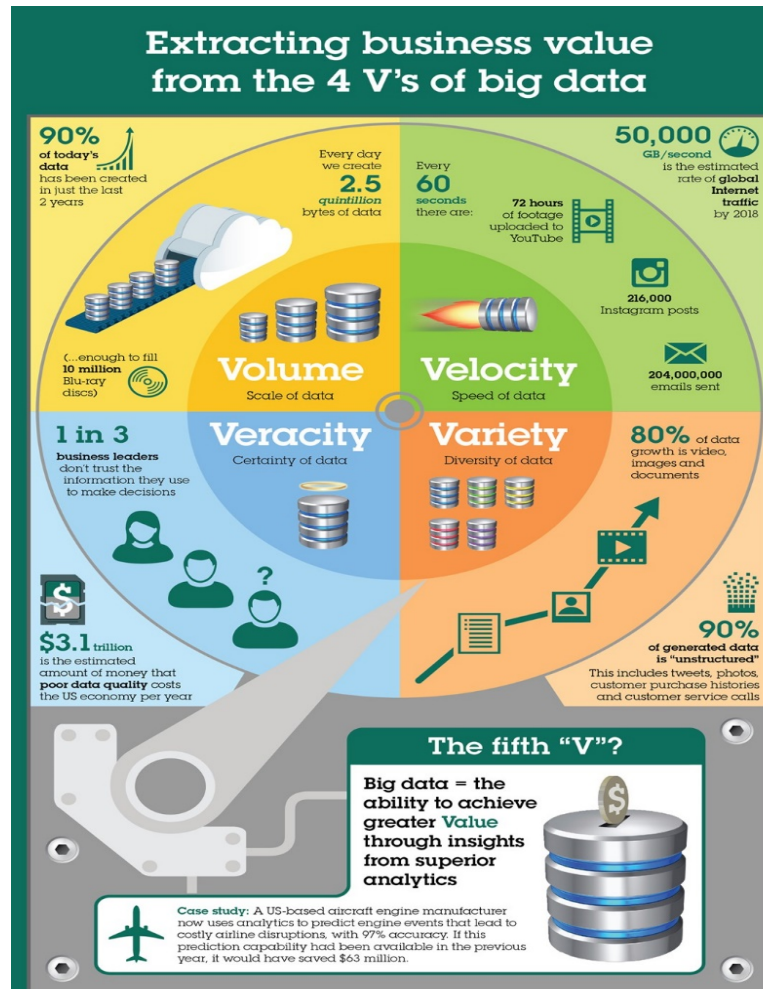 Extracting business value
from the 4 V's of big data
90%
of today's
data
has been created
in just the last
2 years
Every day
we create
2.5
quintillion
bytes of data
(...enough to fill
10 million
Blu-ray
discs)
Volume
Scale of data
Every
60
seconds
there are:
72 hours
of footage
uploaded to
YouTube
50,000
GB/second
is the estimated
rate of global
Internet
traffic
by 2018
216,000
Instagram posts
204,000,000
emails sent
Velocity
Speed of data
Veracity
Certainty of data
1 in 3
business leaders
don't trust the
information they use
to make decisions
?
$
$3.1 trillion
is the estimated
amount of money that
poor data quality costs
the US economy per year
Variety
Diversity of data
80% of data
growth is video,
images and
documents
90%
of generated data
is "unstructured"
This includes tweets, photos,
customer purchase histories
and customer service calls
The fifth "V"?
Big data = the
ability to achieve
greater Value
through insights
from superior
analytics
$
Case study: A US-based aircraft engine manufacturer
now uses analytics to predict engine events that lead to
costly airline disruptions, with 97% accuracy. If this
prediction capability had been available in the previous
year, it would have saved $63 million.